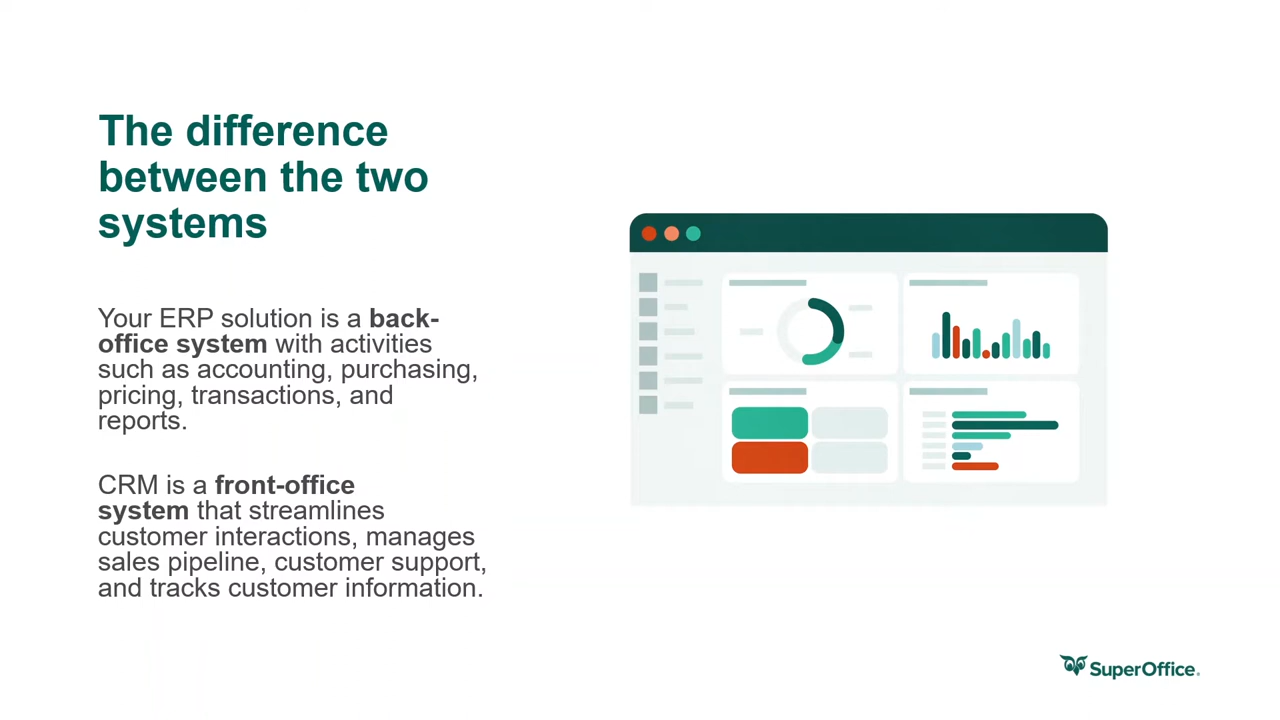 The difference
between the two
systems
Your ERP solution is a back-
office system with activities
such as accounting, purchasing,
pricing, transactions, and
reports.
CRM is a front-office
system that streamlines
customer interactions, manages
sales pipeline, customer support,
and tracks customer information.
SuperOffice.